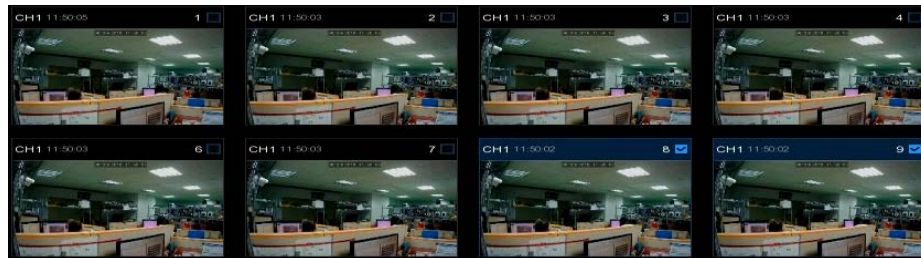 CH1 11:50:05 1
CH1 11:50:03 2
CH1 11:50:03 3
CH1 11:50:03 4
CH1 11:50:03 6
CH1 11:50:03 7
CH1 11:50:02 8
CH1 11:50:02 9